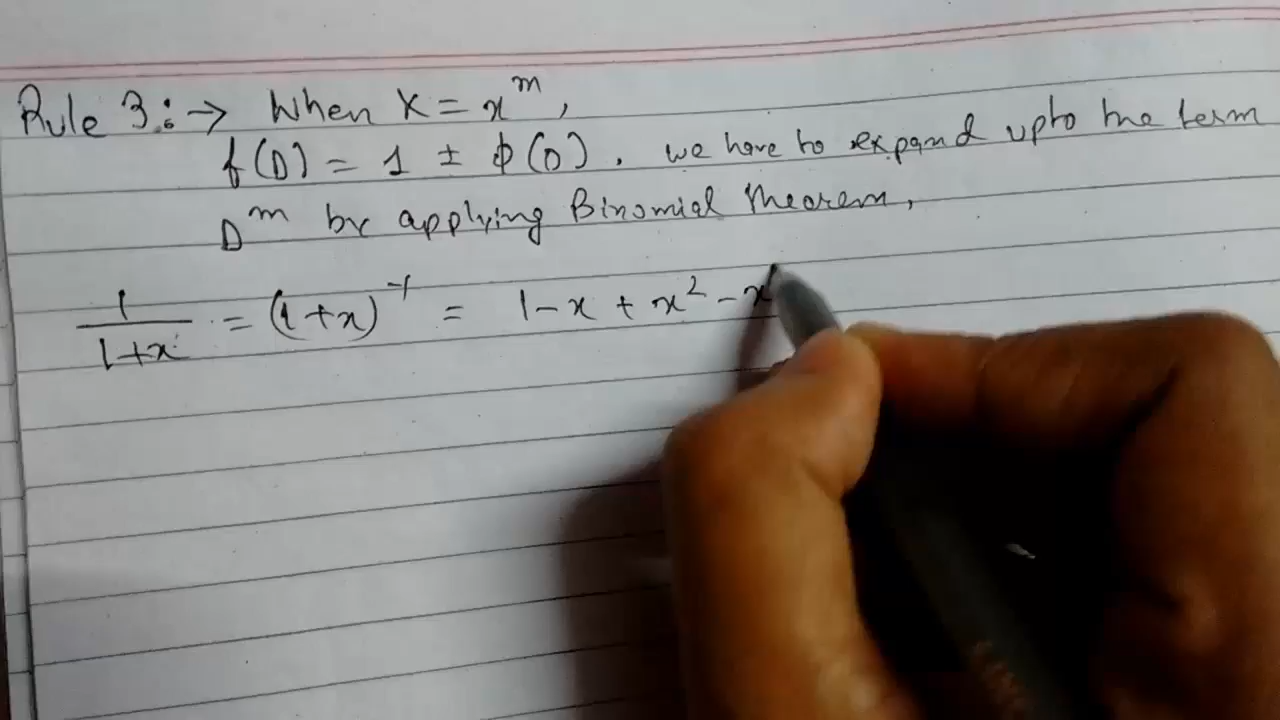 Rule 3:→ When X = x^m,
f(D) = 1 ± φ(D). we have to expand upto the term
D^m by applying Binomial theorem,
1/(1+x) = (1+x)^-1 = 1-x + x^2 - x